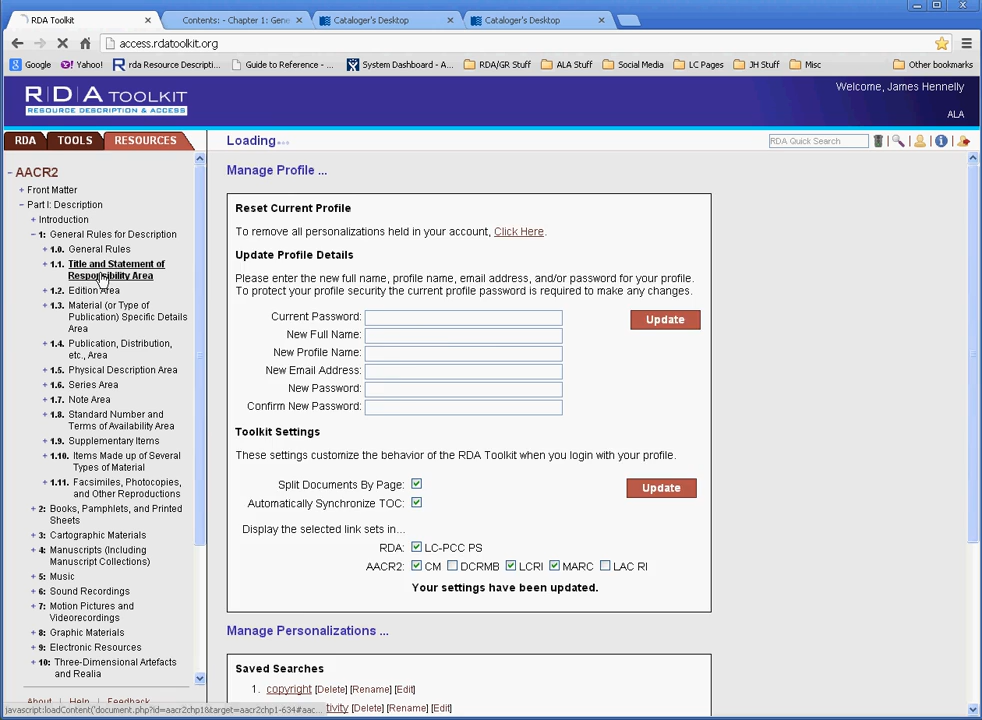 RDA Toolkit
Contents: - Chapter 1: Gene
Cataloger's Desktop
Cataloger's Desktop
access.rdatoolkit.org
Google
Yahoo!
rda Resource Descripti...
Guide to Reference - ...
System Dashboard - A...
RDA/GR Stuff
ALA Stuff
Social Media
LC Pages
JH Stuff
Misc
Other bookmarks
R|D|A TOOLKIT
RESOURCE DESCRIPTION & ACCESS
Welcome, James Hennelly
ALA
RDA TOOLS RESOURCES
Loading...
RDA Quick Search
AACR2
Front Matter
Part I: Description
Introduction
1: General Rules for Description
1.0. General Rules
1.1. Title and Statement of
Responsibility Area
1.2. Edition Area
1.3. Material (or Type of
Publication) Specific Details
Area
1.4. Publication, Distribution,
etc., Area
1.5. Physical Description Area
1.6. Series Area
1.7. Note Area
1.8. Standard Number and
Terms of Availability Area
1.9. Supplementary Items
1.10. Items Made up of Several
Types of Material
1.11. Facsimiles, Photocopies,
and Other Reproductions
2: Books, Pamphlets, and Printed
Sheets
3: Cartographic Materials
4: Manuscripts (Including
Manuscript Collections)
5: Music
6: Sound Recordings
7: Motion Pictures and
Videorecordings
8: Graphic Materials
9: Electronic Resources
10: Three-Dimensional Artefacts
and Realia
About | Help | Feedback
javascript:loadContent('document.php?id=aacr2chp1&target=aacr2chp1-634#aac...
Manage Profile ...
Reset Current Profile
To remove all personalizations held in your account, Click Here.
Update Profile Details
Please enter the new full name, profile name, email address, and/or password for your profile.
To protect your profile security the current profile password is required to make any changes.
Current Password:
Update
New Full Name:
New Profile Name:
New Email Address:
New Password:
Confirm New Password:
Toolkit Settings
These settings customize the behavior of the RDA Toolkit when you login with your profile.
Split Documents By Page:
Update
Automatically Synchronize TOC:
Display the selected link sets in...
RDA: LC-PCC PS
AACR2: CM DCRMB LCRI MARC LAC RI
Your settings have been updated.
Manage Personalizations ...
Saved Searches
1. copyright [Delete] [Rename] [Edit]
[Delete] [Rename] [Edit]